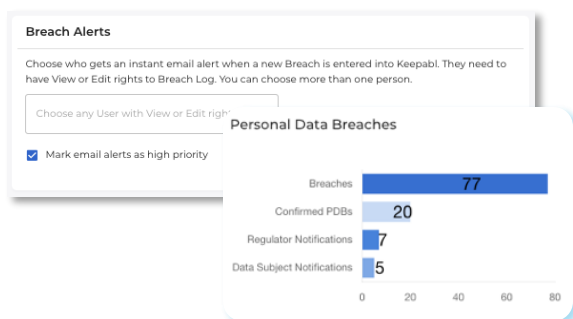 Breach Alerts
Choose who gets an instant email alert when a new Breach is entered into Keepabl. They need to
have View or Edit rights to Breach Log. You can choose more than one person.
Choose any User with View or Edit righ
Mark email alerts as high priority
Personal Data Breaches
Breaches 77
Confirmed PDBs 20
Regulator Notifications 7
Data Subject Notifications 5
0 20 40 60 80